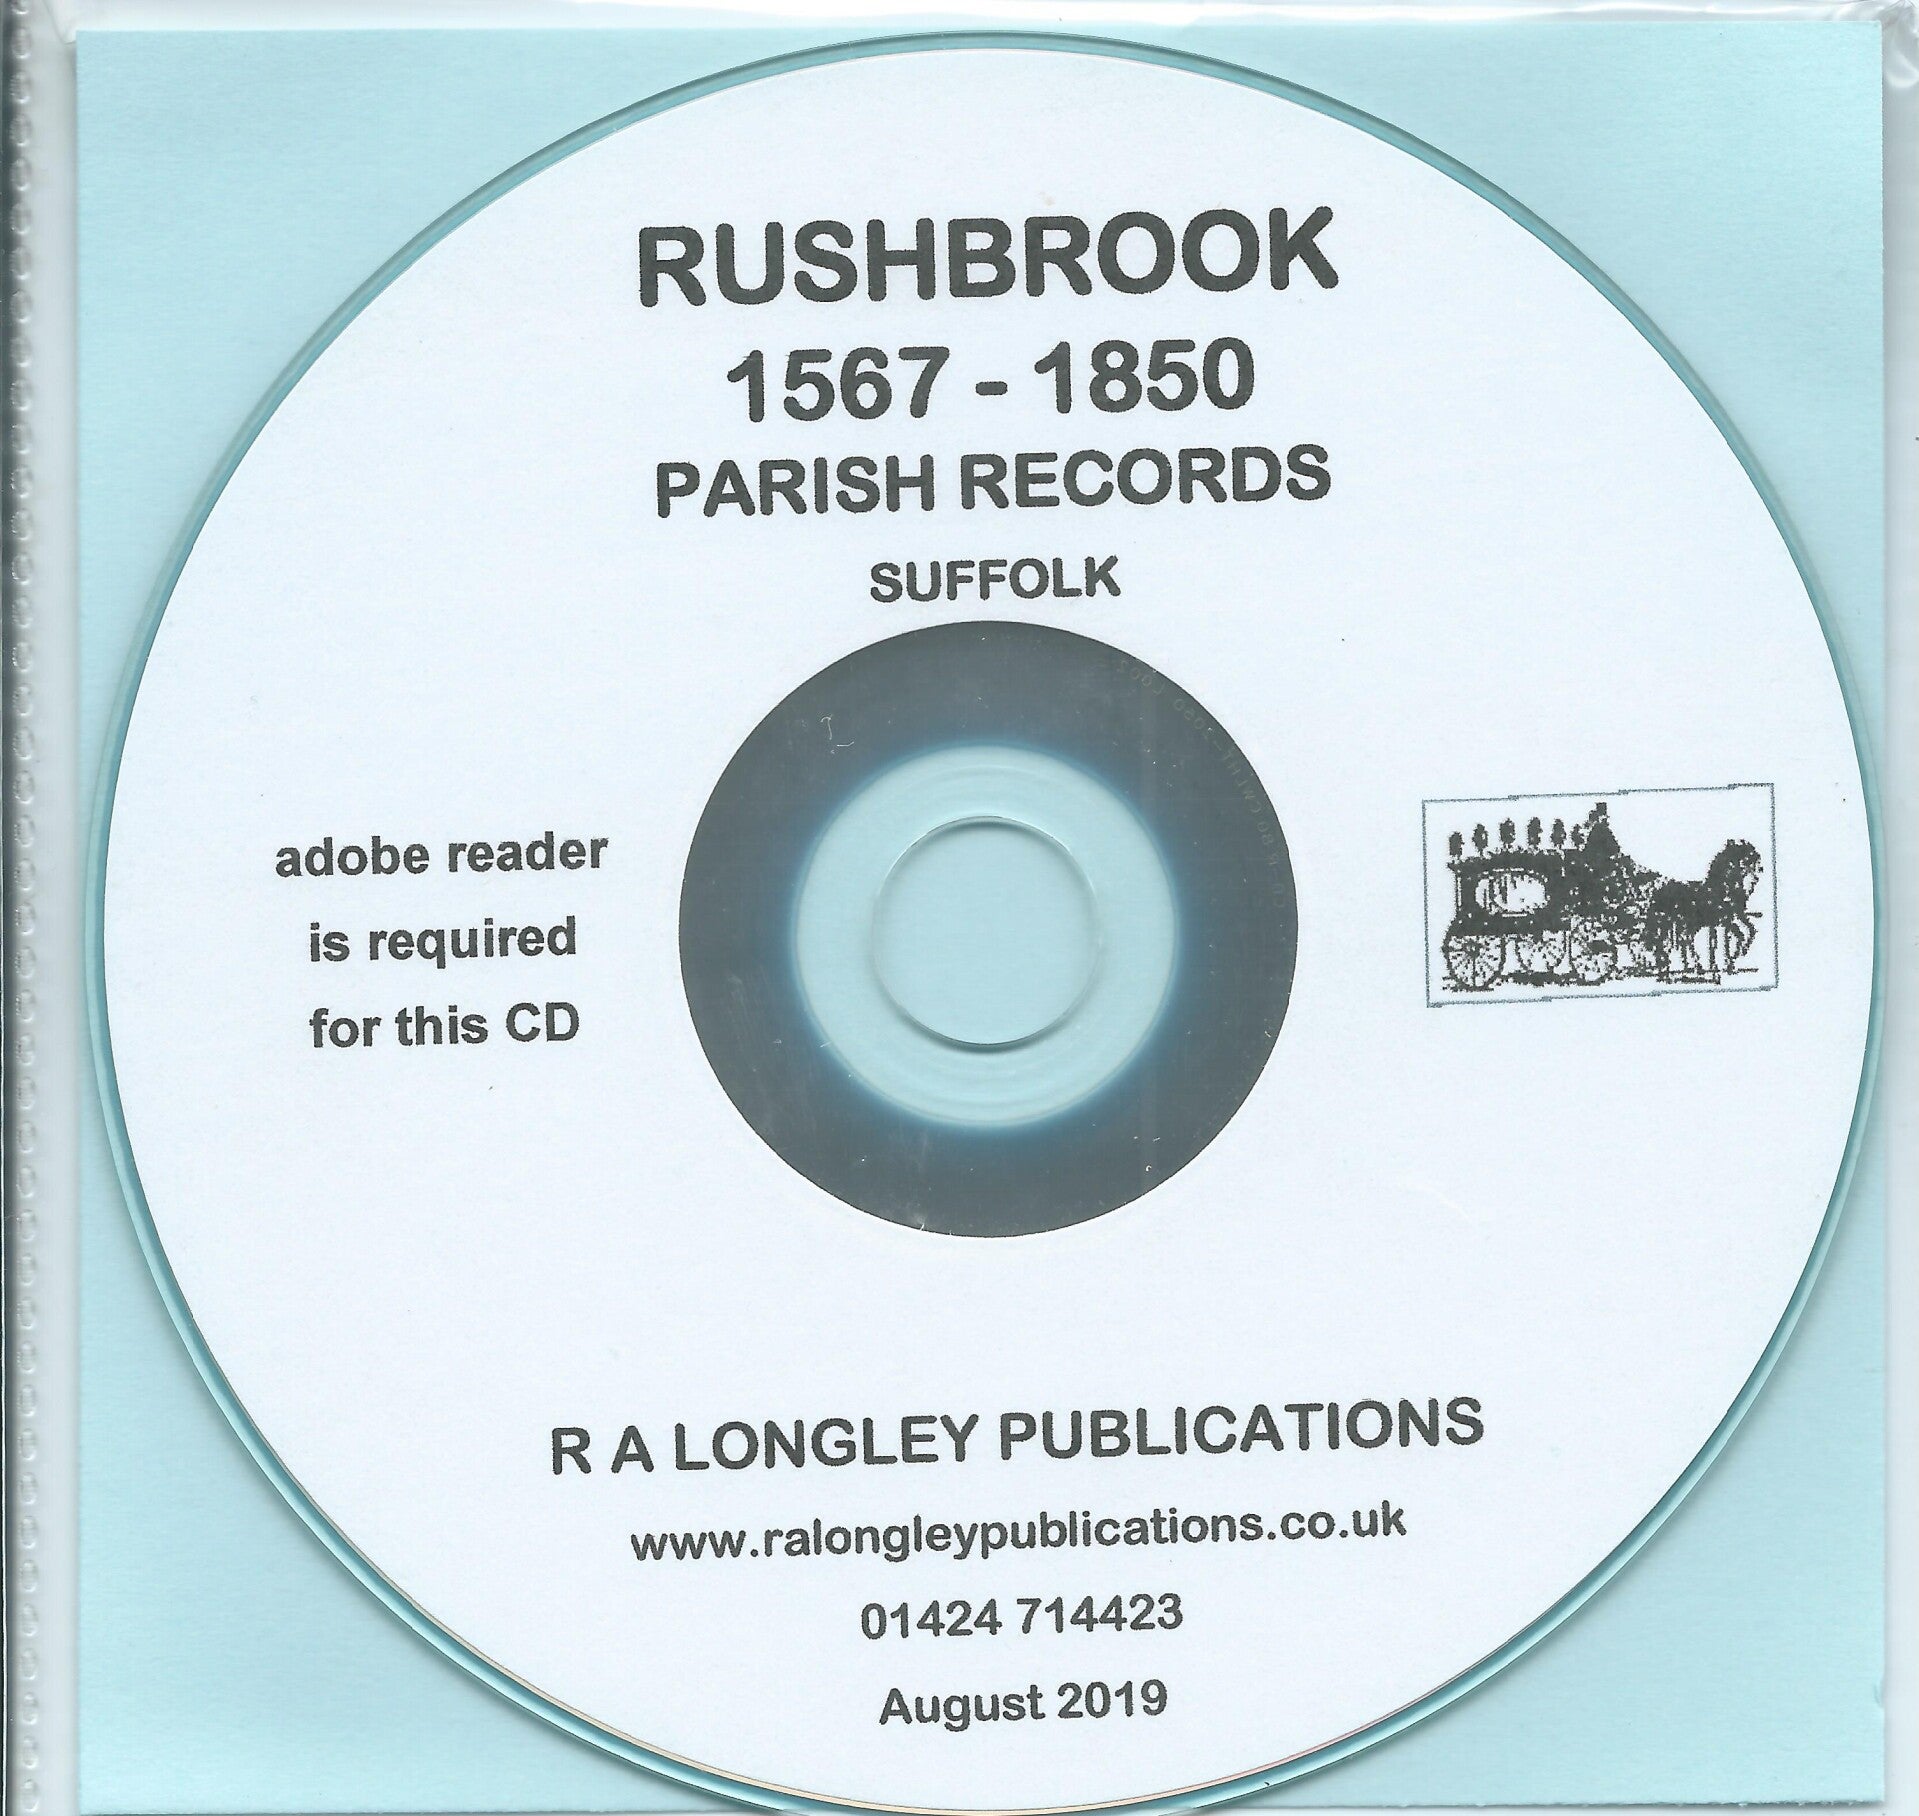 RUSHBROOK
1567 - 1850
PARISH RECORDS
SUFFOLK
adobe reader
is required
for this CD
R A LONGLEY PUBLICATIONS
www.ralongleypublications.co.uk
01424 714423
August 2019